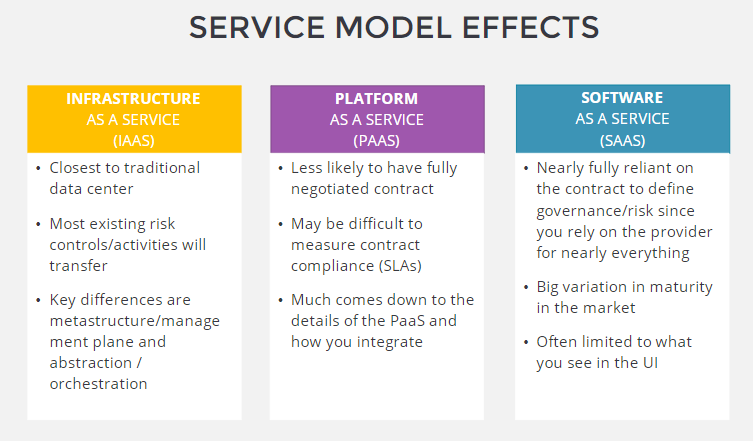 SERVICE MODEL EFFECTS
INFRASTRUCTURE
AS A SERVICE
(IAAS)
• Closest to traditional
data center
• Most existing risk
controls/activities will
transfer
• Key differences are
metastructure/manage
ment plane and
abstraction /
orchestration
PLATFORM
AS A SERVICE
(PAAS)
• Less likely to have fully
negotiated contract
• May be difficult to
measure contract
compliance (SLAs)
• Much comes down to the
details of the PaaS and
how you integrate
SOFTWARE
AS A SERVICE
(SAAS)
• Nearly fully reliant on
the contract to define
governance/risk since
you rely on the provider
for nearly everything
• Big variation in maturity
in the market
• Often limited to what
you see in the UI